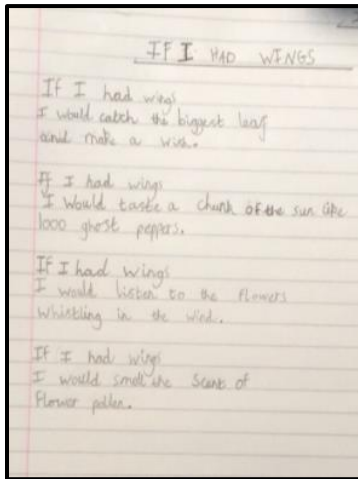 IF I HAD WINGS
If I had wings
I would catch the biggest leaf
and make a wish.
If I had wings
I would taste a chunk of the sun like
1000 ghost peppers.
If I had wings
I would listen to the flowers
whistling in the wind.
If I had wings
I would smell the scent of
flower pollen.